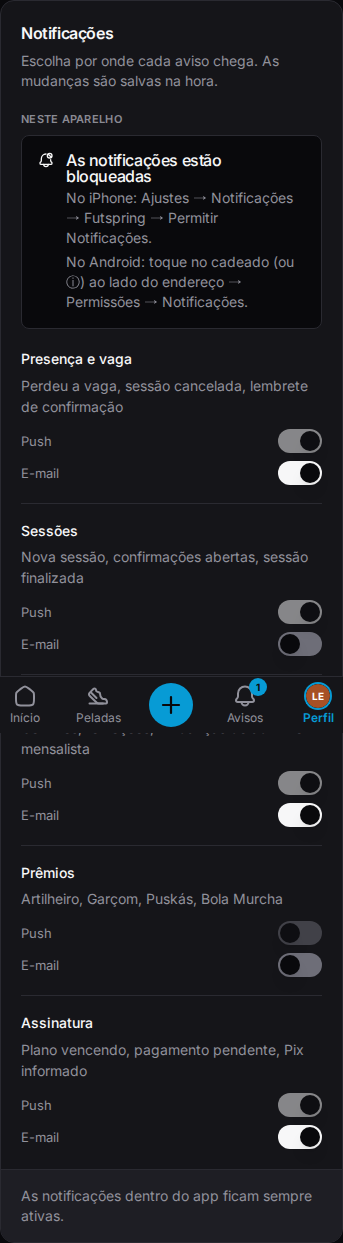 Notificações
Escolha por onde cada aviso chega. As
mudanças são salvas na hora.
NESTE APARELHO
As notificações estão
bloqueadas
No iPhone: Ajustes → Notificações
→ Futspring → Permitir
Notificações.
No Android: toque no cadeado (ou
ⓘ) ao lado do endereço →
Permissões → Notificações.
Presença e vaga
Perdeu a vaga, sessão cancelada, lembrete
de confirmação
Push
E-mail
Sessões
Nova sessão, confirmações abertas, sessão
finalizada
Push
E-mail
Início
Peladas
1
Avisos
LE
Perfil
mensalista
Push
E-mail
Prêmios
Artilheiro, Garçom, Puskás, Bola Murcha
Push
E-mail
Assinatura
Plano vencendo, pagamento pendente, Pix
informado
Push
E-mail
As notificações dentro do app ficam sempre
ativas.